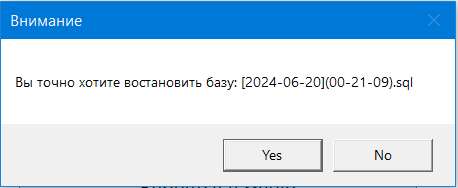 Внимание
Вы точно хотите востановить базу: [2024-06-20](00-21-09).sql
Yes
No